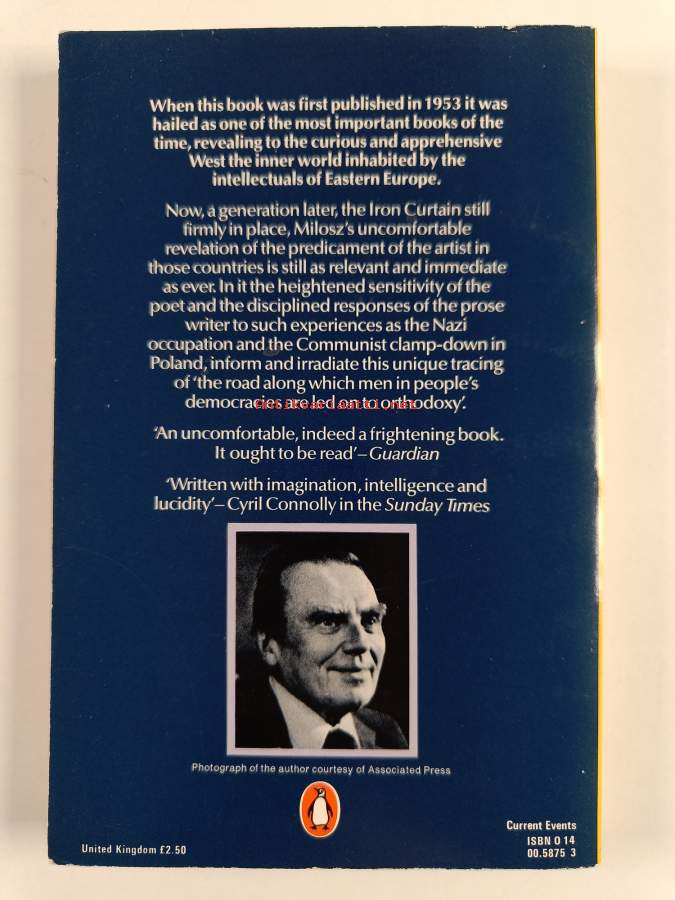 When this book was first published in 1953 it was
hailed as one of the most important books of the
time, revealing to the curious and apprehensive
West the inner world inhabited by the
intellectuals of Eastern Europe.
Now, a generation later, the Iron Curtain still
firmly in place, Milosz's uncomfortable
revelation of the predicament of the artist in
those countries is still as relevant and immediate
as ever. In it the heightened sensitivity of the
poet and the disciplined responses of the prose
writer to such experiences as the Nazi
occupation and the Communist clamp-down in
Poland, inform and irradiate this unique tracing
of 'the road along which men in people's
democracies are led on to orthodoxy'.
Antikvariaatti.net
'An uncomfortable, indeed a frightening book.
It ought to be read' – Guardian
'Written with imagination, intelligence and
lucidity' – Cyril Connolly in the Sunday Times
Photograph of the author courtesy of Associated Press
United Kingdom £2.50
Current Events
ISBN 0 14
00.5875 3